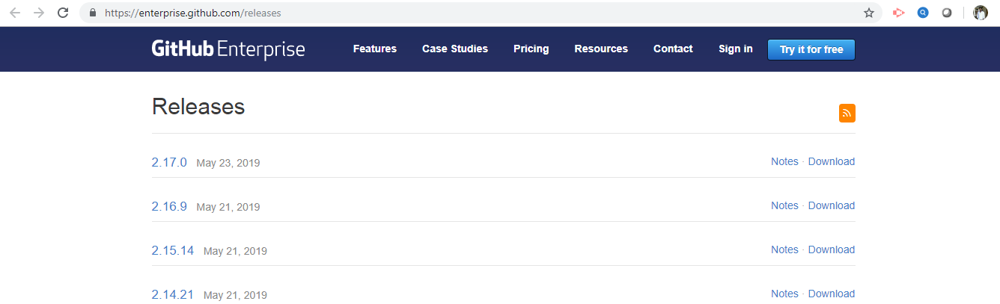 https://enterprise.github.com/releases
GitHub Enterprise Features Case Studies Pricing Resources Contact Sign in Try it for free
Releases
2.17.0 May 23, 2019 Notes · Download
2.16.9 May 21, 2019 Notes · Download
2.15.14 May 21, 2019 Notes · Download
2.14.21 May 21, 2019 Notes · Download